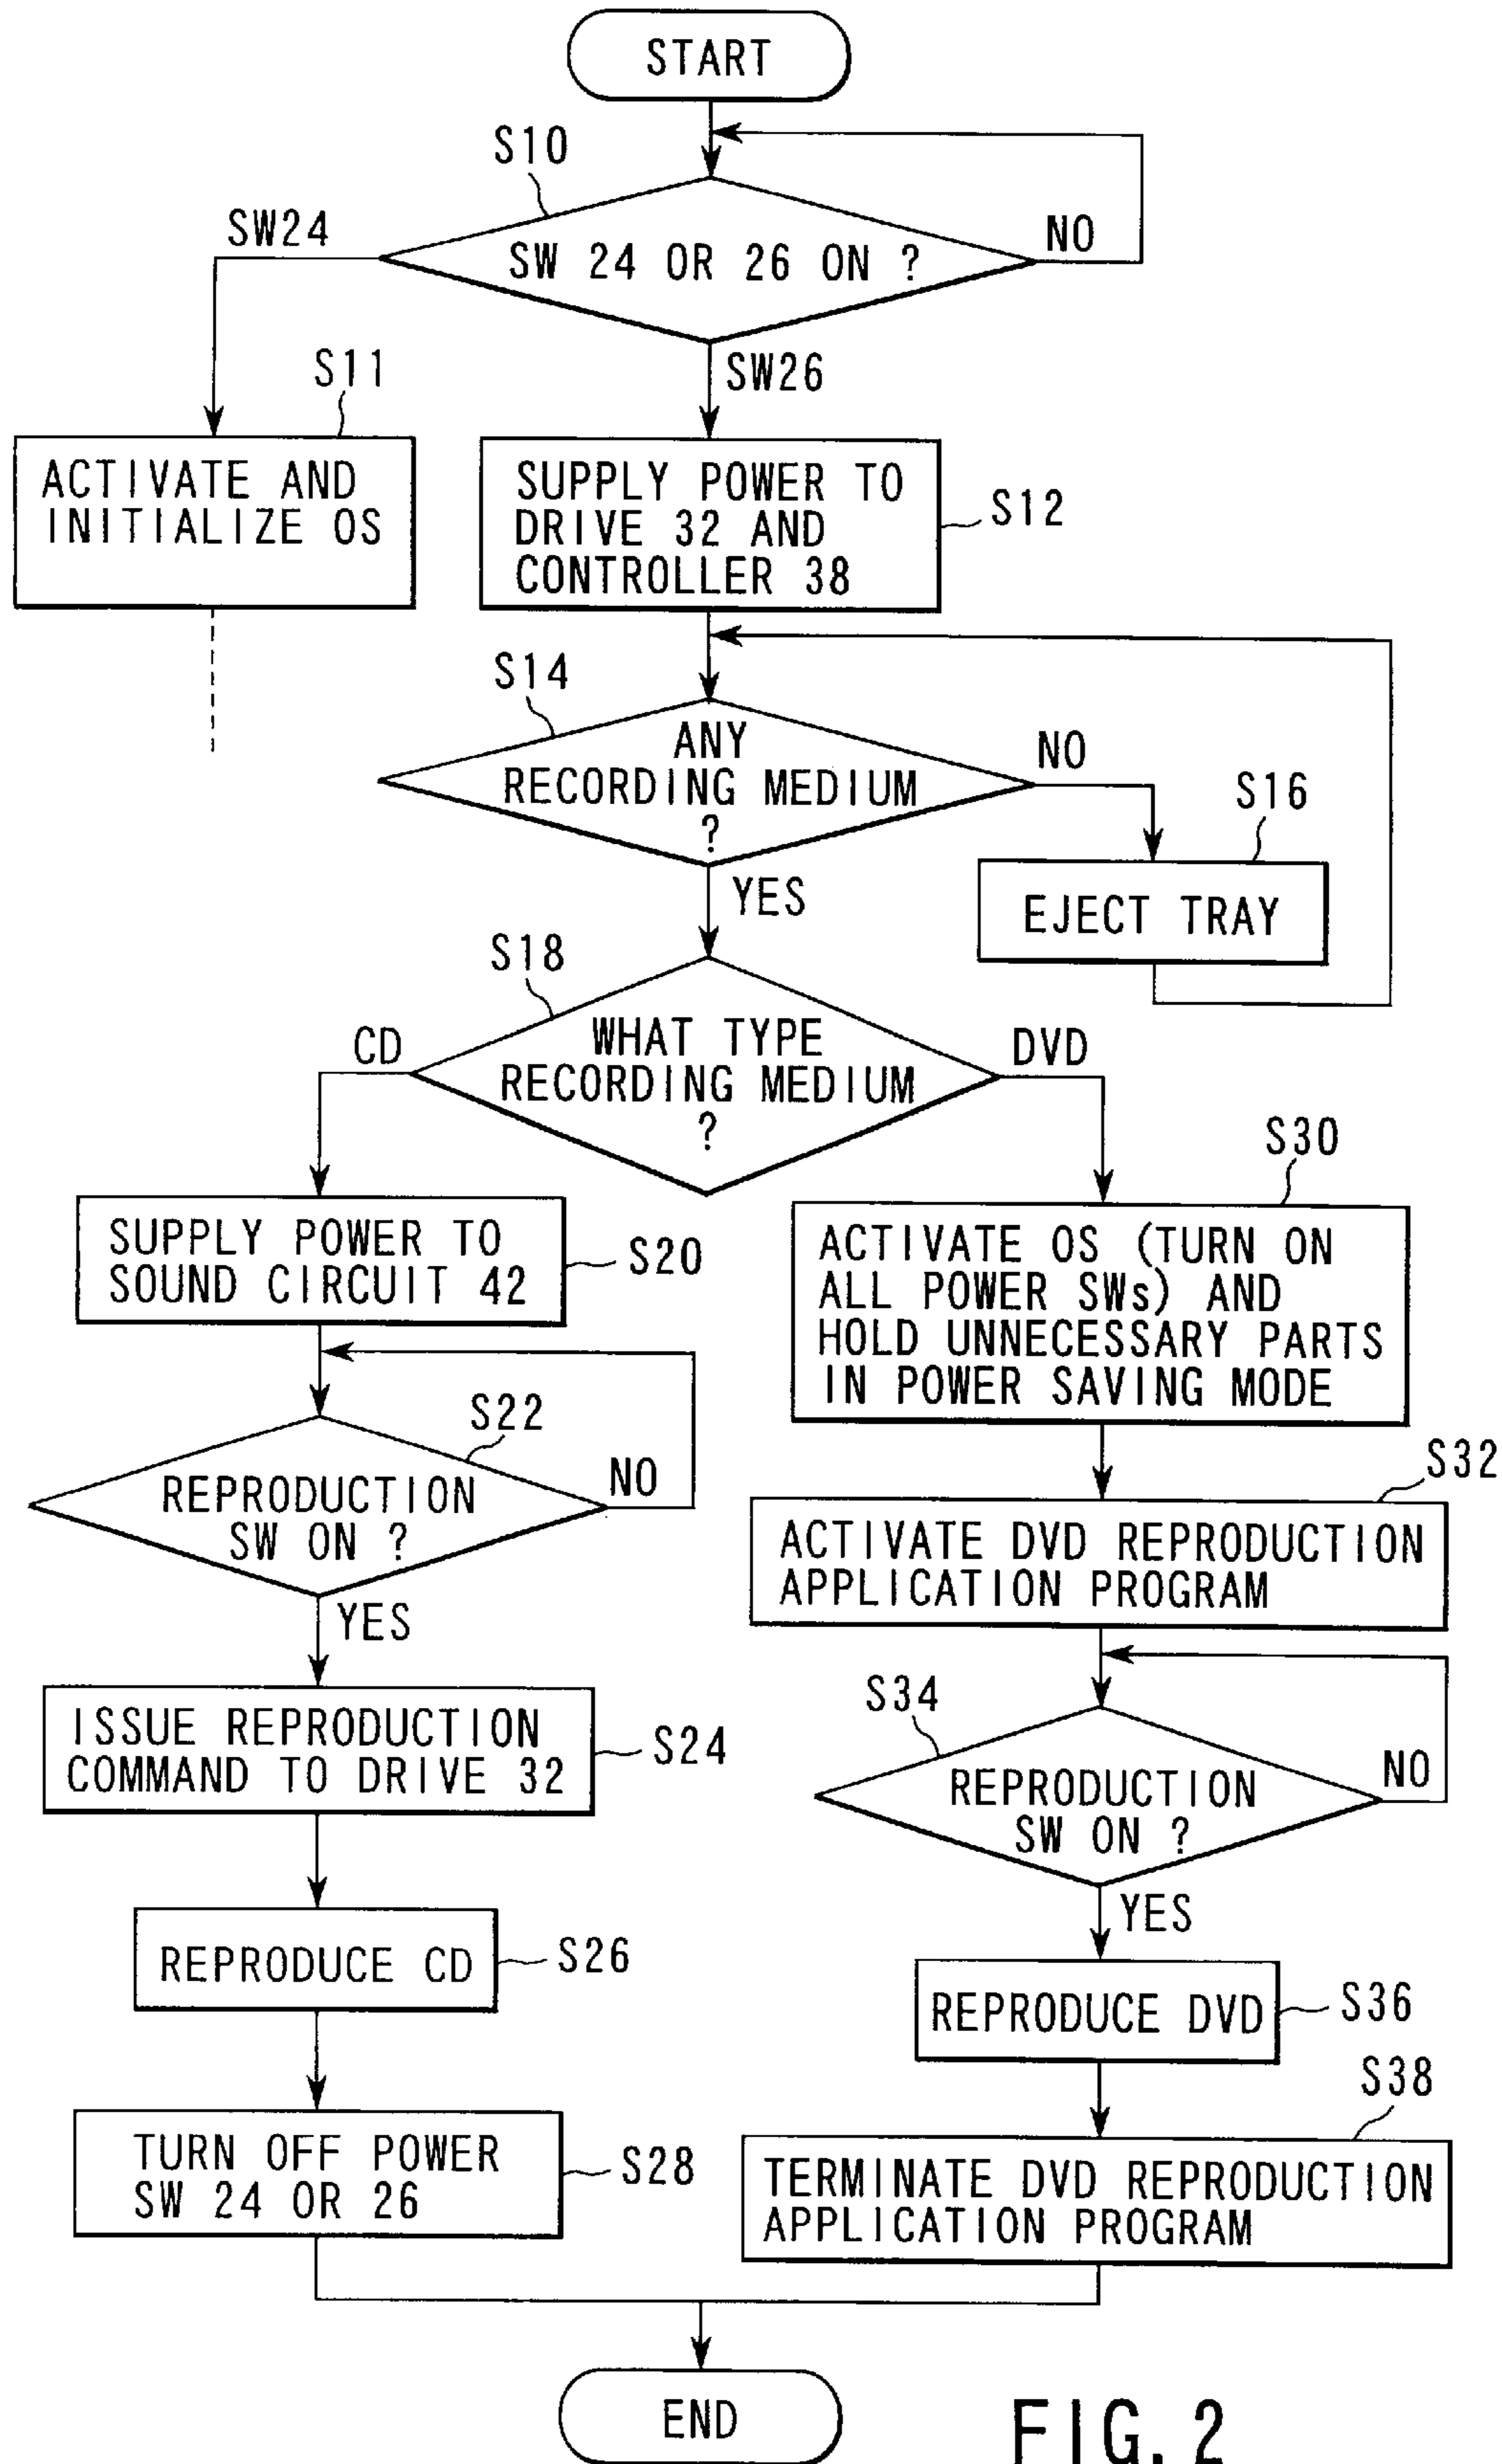 START
S10
SW24
SW 24 OR 26 ON ?
NO
S11
SW26
ACTIVATE AND
INITIALIZE OS
SUPPLY POWER TO
DRIVE 32 AND
CONTROLLER 38
S12
S14
ANY
RECORDING MEDIUM
?
NO
S16
EJECT TRAY
YES
S18
CD
WHAT TYPE
RECORDING MEDIUM
?
DVD
S30
SUPPLY POWER TO
SOUND CIRCUIT 42
S20
ACTIVATE OS (TURN ON
ALL POWER SWs) AND
HOLD UNNECESSARY PARTS
IN POWER SAVING MODE
S22
REPRODUCTION
SW ON ?
NO
S32
ACTIVATE DVD REPRODUCTION
APPLICATION PROGRAM
YES
ISSUE REPRODUCTION
COMMAND TO DRIVE 32
S24
S34
REPRODUCTION
SW ON ?
NO
YES
REPRODUCE CD
S26
REPRODUCE DVD
S36
S38
TURN OFF POWER
SW 24 OR 26
S28
TERMINATE DVD REPRODUCTION
APPLICATION PROGRAM
END
FIG. 2